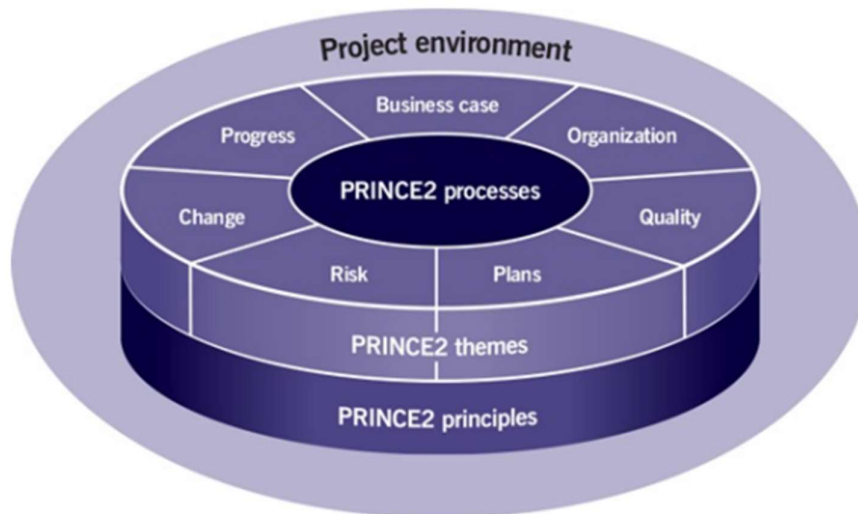 Project environment
Business case
Progress
Organization
PRINCE2 processes
Change
Quality
Risk
Plans
PRINCE2 themes
PRINCE2 principles